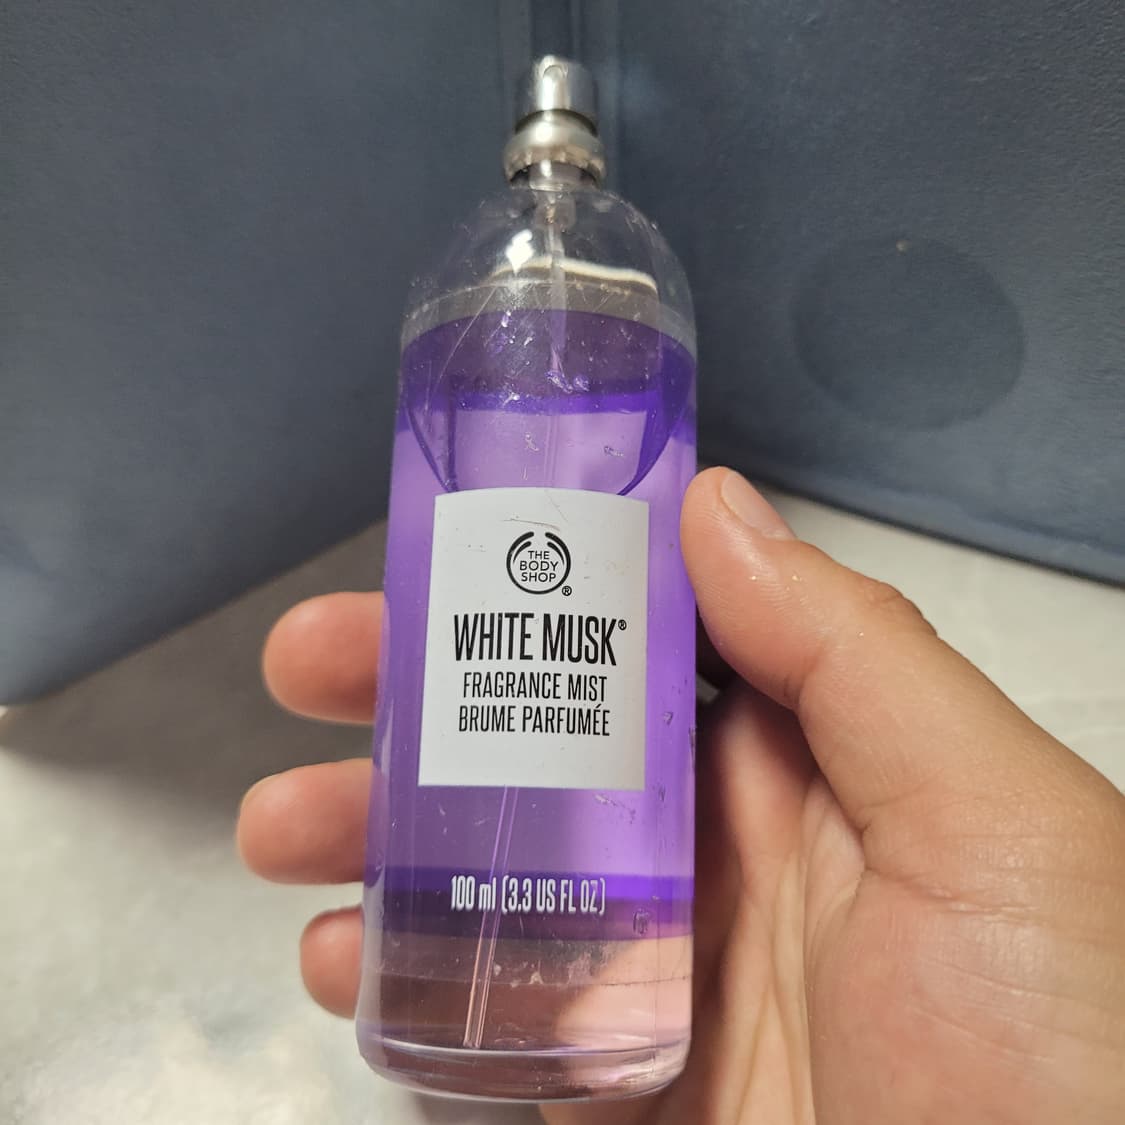 THE
BODY
SHOP
®
WHITE MUSK®
FRAGRANCE MIST
BRUME PARFUMÉE
100 ml (3.3 US FL OZ)